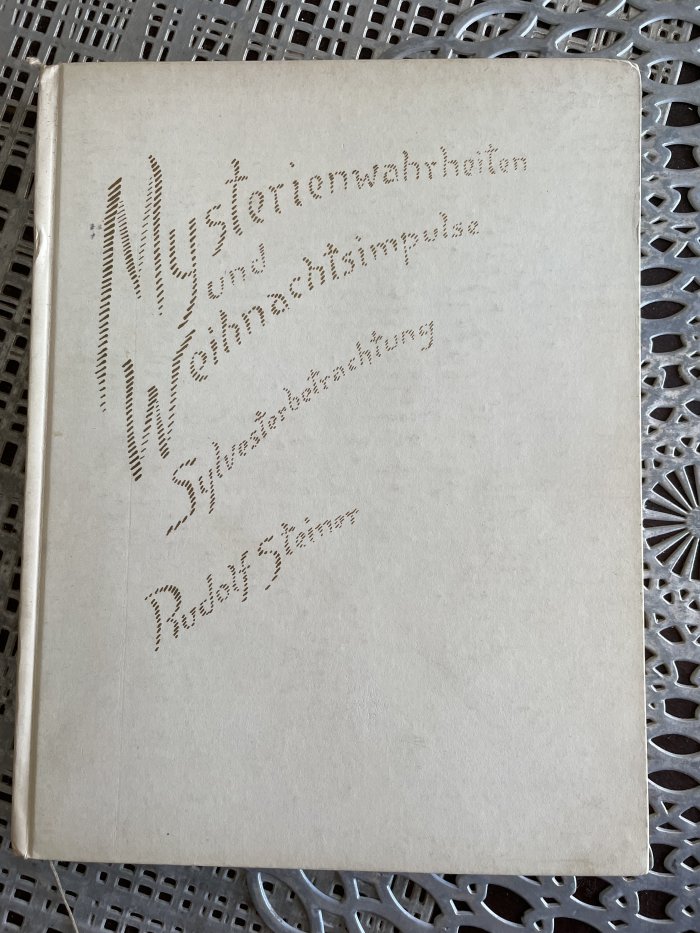 Mysterienwahrheiten
und
Weihnachtsimpulse
Sylvesterbetrachtung
Rudolf Steiner